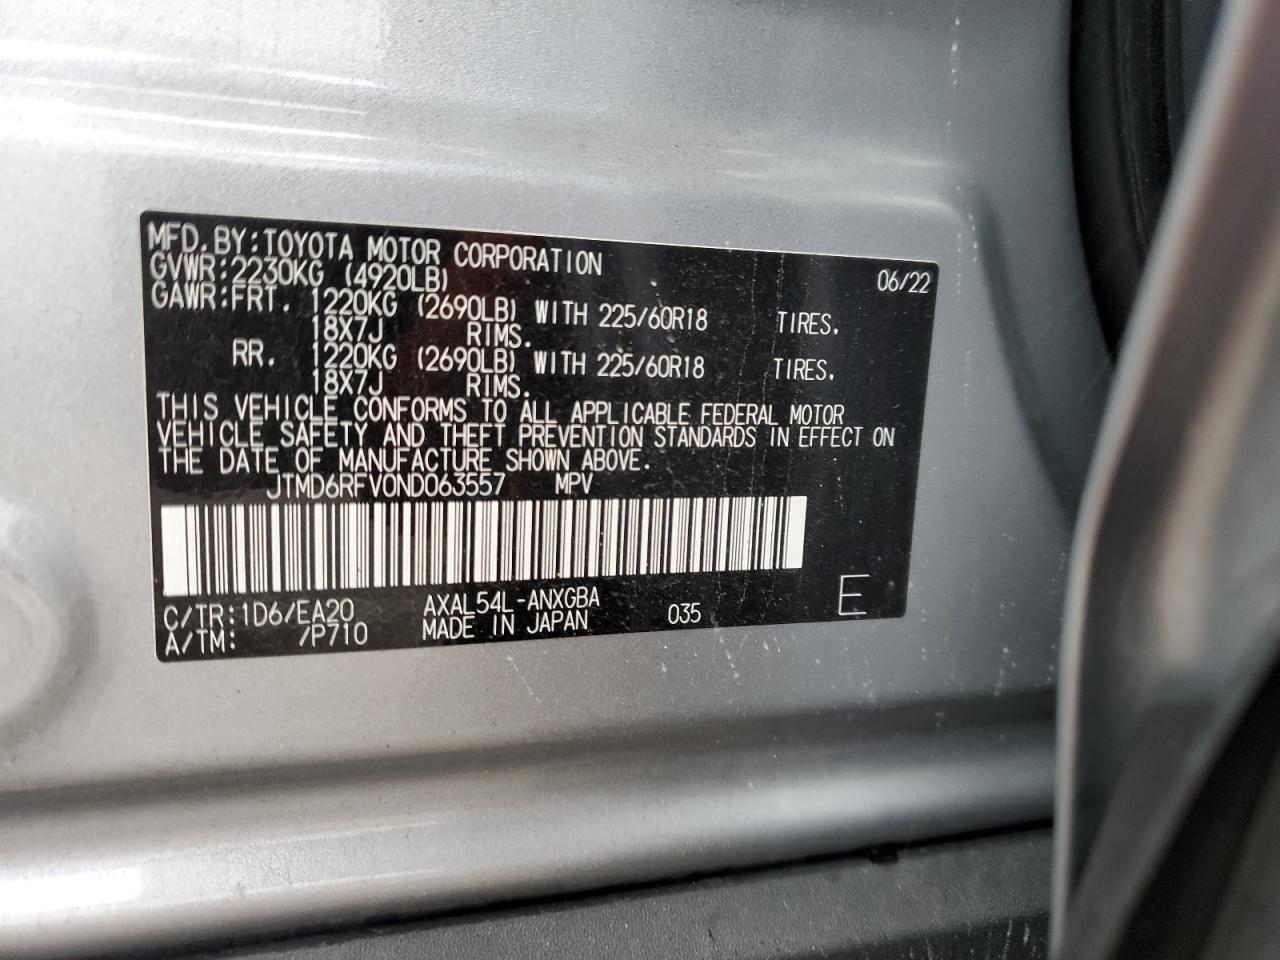 MFD.BY:TOYOTA MOTOR CORPORATION 06/22
GVWR:2230KG (4920LB)
GAWR:FRT. 1220KG (2690LB) WITH 225/60R18 TIRES.
18X7J RIMS.
RR. 1220KG (2690LB) WITH 225/60R18 TIRES.
18X7J RIMS.
THIS VEHICLE CONFORMS TO ALL APPLICABLE FEDERAL MOTOR
VEHICLE SAFETY AND THEFT PREVENTION STANDARDS IN EFFECT ON
THE DATE OF MANUFACTURE SHOWN ABOVE.
JTMD6RFV0ND063557 MPV
C/TR:1D6/EA20 AXAL54L-ANXGBA 035 E
A/TM: /P710 MADE IN JAPAN